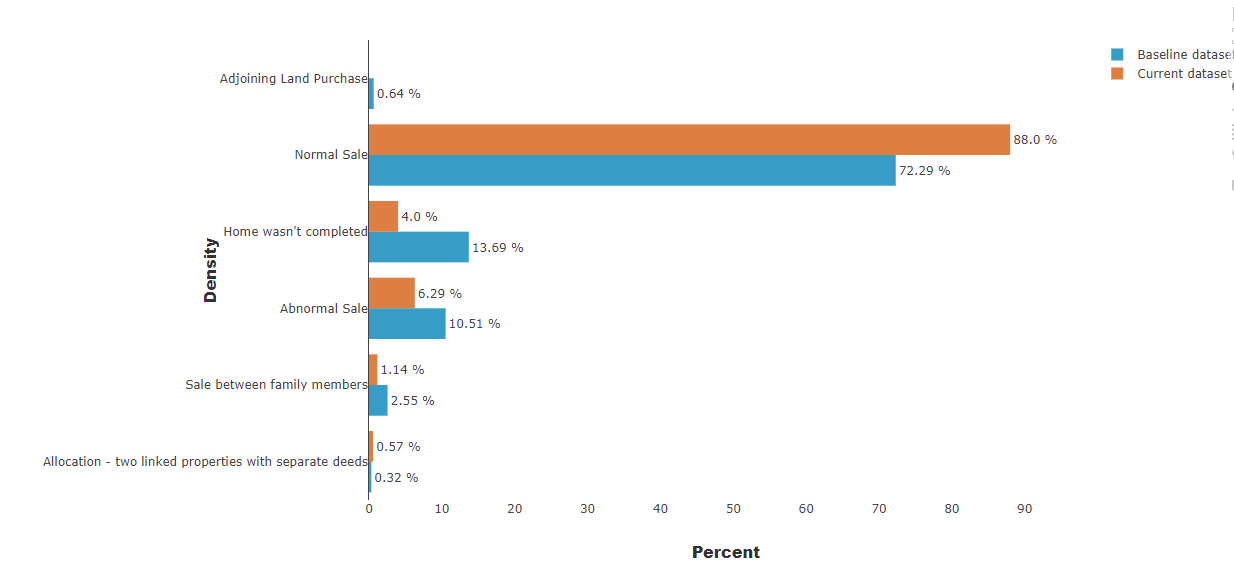 Baseline datase
Current dataset
Adjoining Land Purchase
0.64 %
88.0 %
Normal Sale
72.29 %
4.0 %
Home wasn't completed
13.69 %
Density
6.29 %
Abnormal Sale
10.51 %
1.14 %
Sale between family members
2.55 %
0.57 %
Allocation - two linked properties with separate deeds
0.32 %
0 10 20 30 40 50 60 70 80 90
Percent